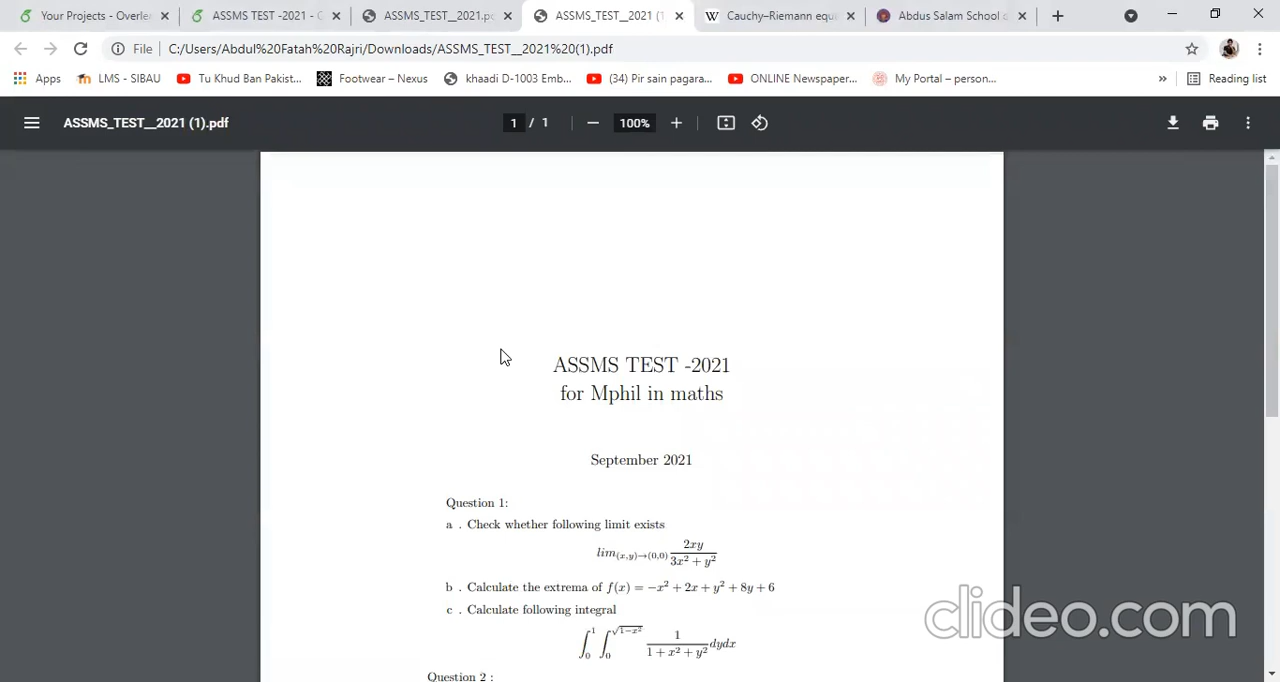 Your Projects - Overle
ASSMS TEST -2021 - O
ASSMS_TEST__2021.pd
ASSMS_TEST__2021 (1
Cauchy–Riemann equ
Abdus Salam School o
File
C:/Users/Abdul%20Fatah%20Rajri/Downloads/ASSMS_TEST__2021%20(1).pdf
Apps
LMS - SIBAU
Tu Khud Ban Pakist...
Footwear – Nexus
khaadi D-1003 Emb...
(34) Pir sain pagara...
ONLINE Newspaper...
My Portal – person...
»
Reading list
ASSMS_TEST__2021 (1).pdf
1 / 1
100%
ASSMS TEST -2021
for Mphil in maths
September 2021
Question 1:
a . Check whether following limit exists
lim(x,y)→(0,0) 2xy / 3x² + y²
b . Calculate the extrema of f(x) = −x² + 2x + y² + 8y + 6
c . Calculate following integral
∫₀¹ ∫₀^√(1−x²) 1 / 1 + x² + y² dydx
Question 2 :
clideo.com